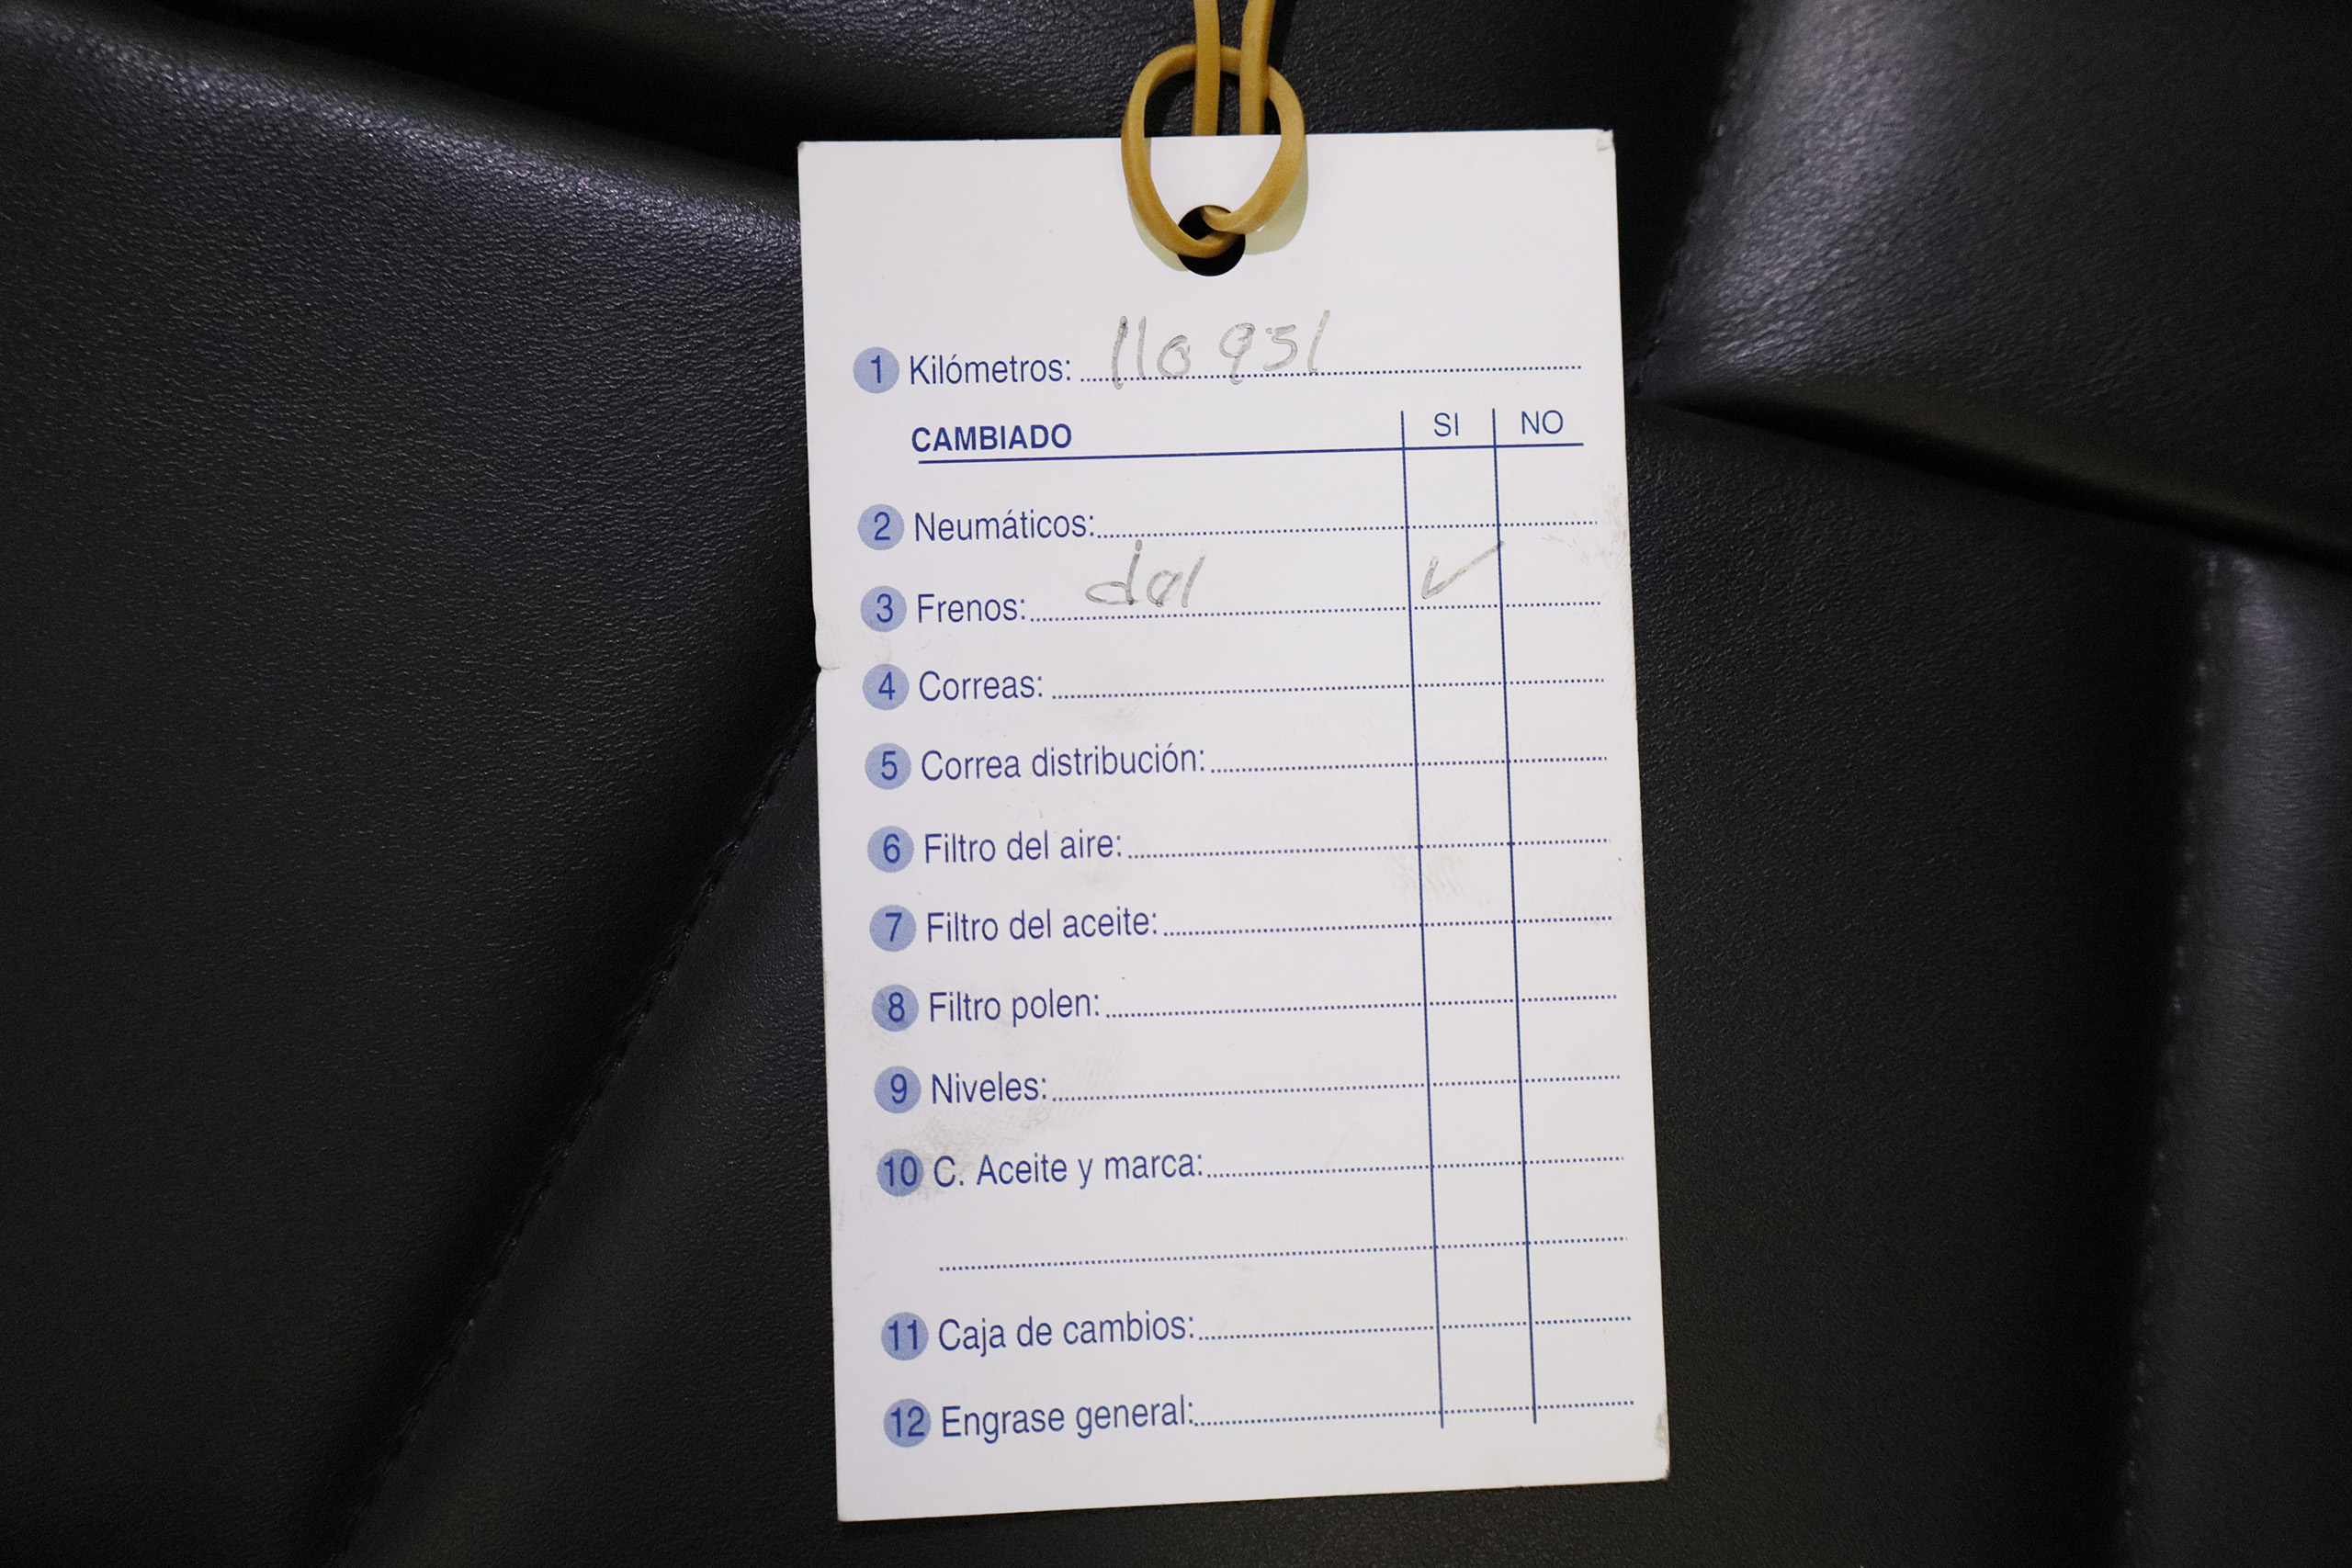 1 Kilómetros: 110 951
CAMBIADO SI NO
2 Neumáticos:
3 Frenos: del ✓
4 Correas:
5 Correa distribución:
6 Filtro del aire:
7 Filtro del aceite:
8 Filtro polen:
9 Niveles:
10 C. Aceite y marca:
11 Caja de cambios:
12 Engrase general: